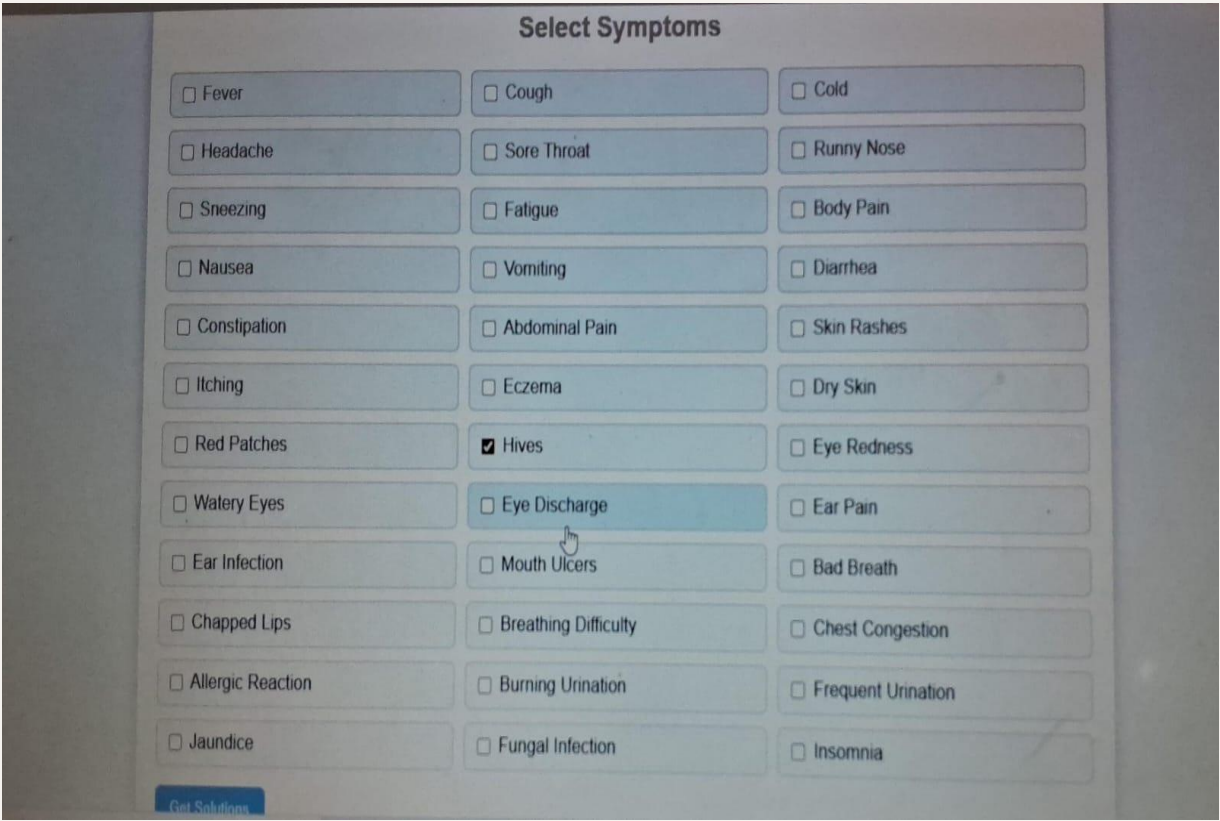 Select Symptoms
Fever Cough Cold
Headache Sore Throat Runny Nose
Sneezing Fatigue Body Pain
Nausea Vomiting Diarrhea
Constipation Abdominal Pain Skin Rashes
Itching Eczema Dry Skin
Red Patches Hives Eye Redness
Watery Eyes Eye Discharge Ear Pain
Ear Infection Mouth Ulcers Bad Breath
Chapped Lips Breathing Difficulty Chest Congestion
Allergic Reaction Burning Urination Frequent Urination
Jaundice Fungal Infection Insomnia
Get Solutions